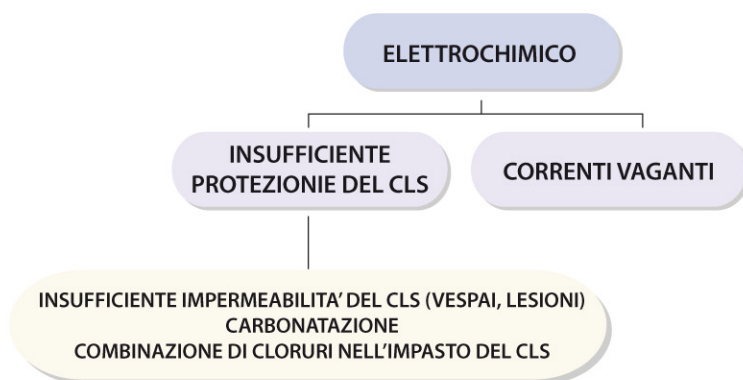 ELETTROCHIMICO
INSUFFICIENTE
PROTEZIONIE DEL CLS
CORRENTI VAGANTI
INSUFFICIENTE IMPERMEABILITA' DEL CLS (VESPAI, LESIONI)
CARBONATAZIONE
COMBINAZIONE DI CLORURI NELL'IMPASTO DEL CLS